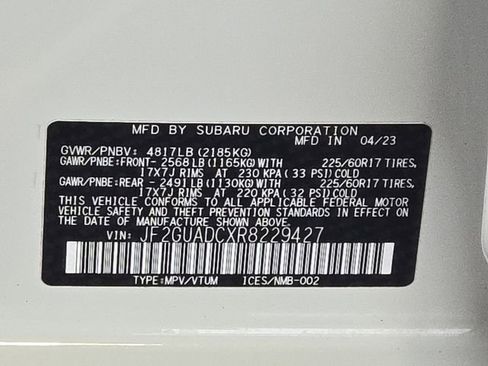 MFD BY SUBARU CORPORATION
MFD IN 04/23
GVWR/PNBV: 4817LB (2185KG)
GAWR/PNBE:FRONT- 2568 LB (1165KG)WITH 225/60R17 TIRES,
17X7J RIMS AT 230 KPA ( 33 PSI) COLD
GAWR/PNBE:REAR - 2491 LB (1130KG)WITH 225/60R17 TIRES,
17X7J RIMS AT 220 KPA ( 32 PSI) COLD
THIS VEHICLE CONFORMS TO ALL APPLICABLE FEDERAL MOTOR
VEHICLE SAFETY AND THEFT PREVENTION STANDARDS IN EFFECT
ON THE DATE OF MANUFACTURE SHOWN ABOVE.
VIN: JF2GUADCXR8229427
TYPE:MPV/VTUM ICES/NMB-002